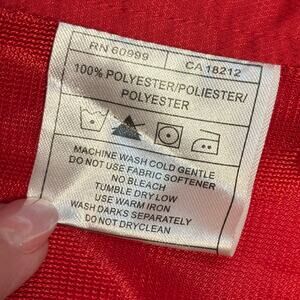 RN 60999 CA 18212
100% POLYESTER/POLIESTER/
POLYESTER
MACHINE WASH COLD GENTLE
DO NOT USE FABRIC SOFTENER
NO BLEACH
TUMBLE DRY LOW
USE WARM IRON
WASH DARKS SEPARATELY
DO NOT DRYCLEAN